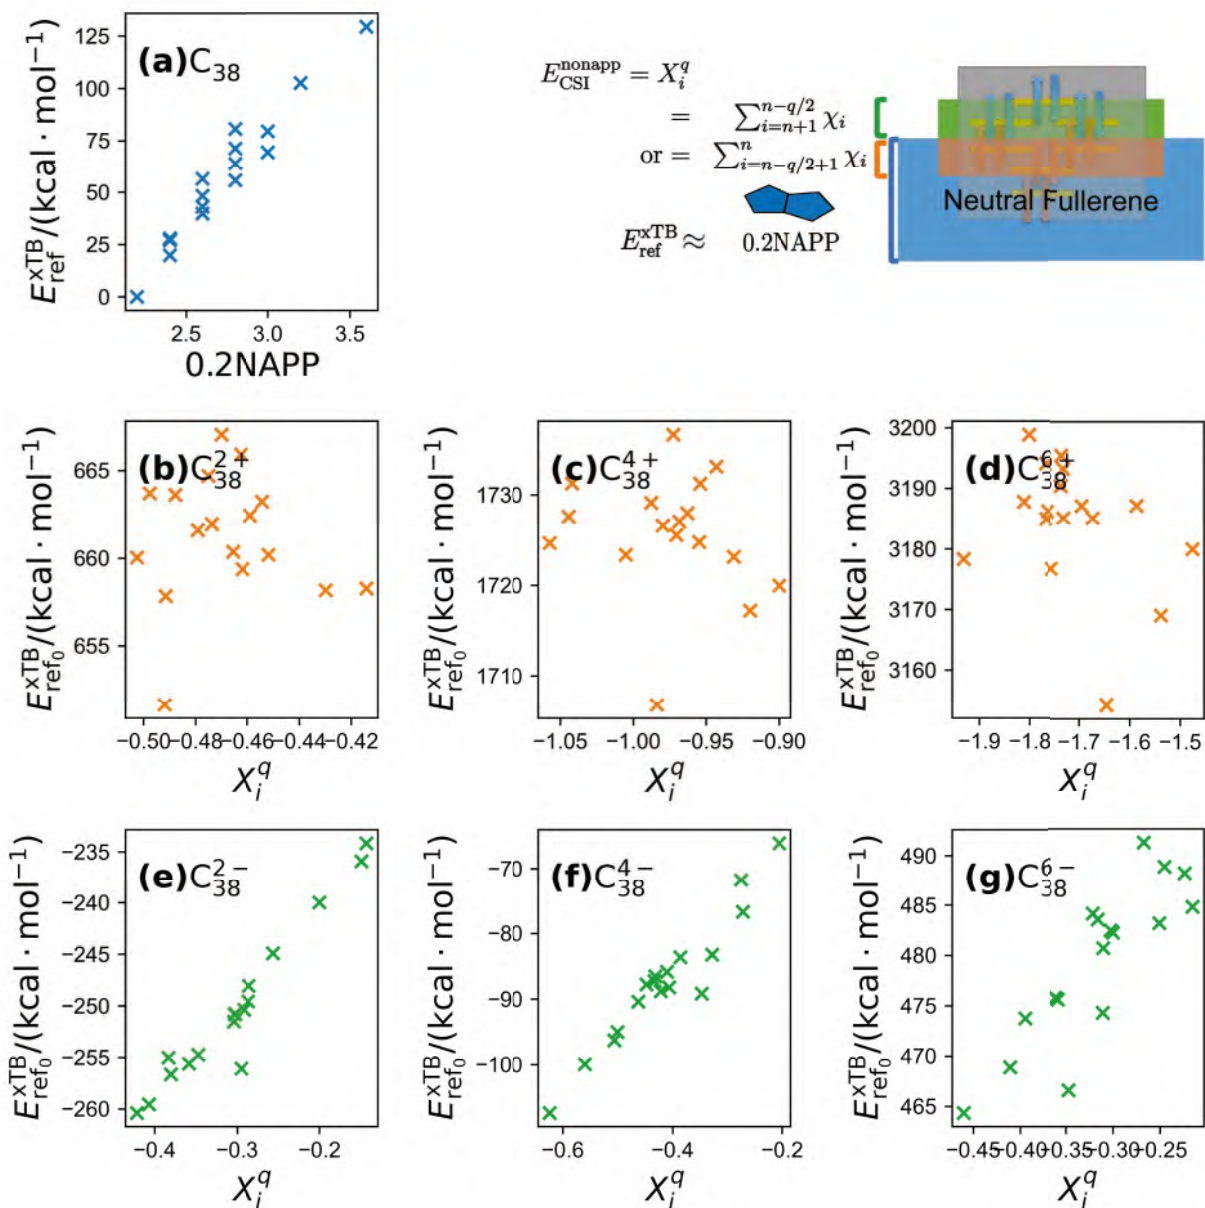 (a)C38
E_ref^xTB/(kcal · mol−1)
125
100
75
50
25
0
2.5 3.0 3.5
0.2NAPP
E_CSI^nonapp = X_i^q
= ∑_{i=n+1}^{n−q/2} χ_i
or = ∑_{i=n−q/2+1}^{n} χ_i
E_ref^xTB ≈ 0.2NAPP
Neutral Fullerene
(b)C38^2+
E_ref0^xTB/(kcal · mol−1)
665
660
655
−0.50 −0.48 −0.46 −0.44 −0.42
X_i^q
(c)C38^4+
E_ref0^xTB/(kcal · mol−1)
1730
1720
1710
−1.05 −1.00 −0.95 −0.90
X_i^q
(d)C38^6+
E_ref0^xTB/(kcal · mol−1)
3200
3190
3180
3170
3160
−1.9 −1.8 −1.7 −1.6 −1.5
X_i^q
(e)C38^2−
E_ref0^xTB/(kcal · mol−1)
−235
−240
−245
−250
−255
−260
−0.4 −0.3 −0.2
X_i^q
(f)C38^4−
E_ref0^xTB/(kcal · mol−1)
−70
−80
−90
−100
−0.6 −0.4 −0.2
X_i^q
(g)C38^6−
E_ref0^xTB/(kcal · mol−1)
490
485
480
475
470
465
−0.45 −0.40 −0.35 −0.30 −0.25
X_i^q